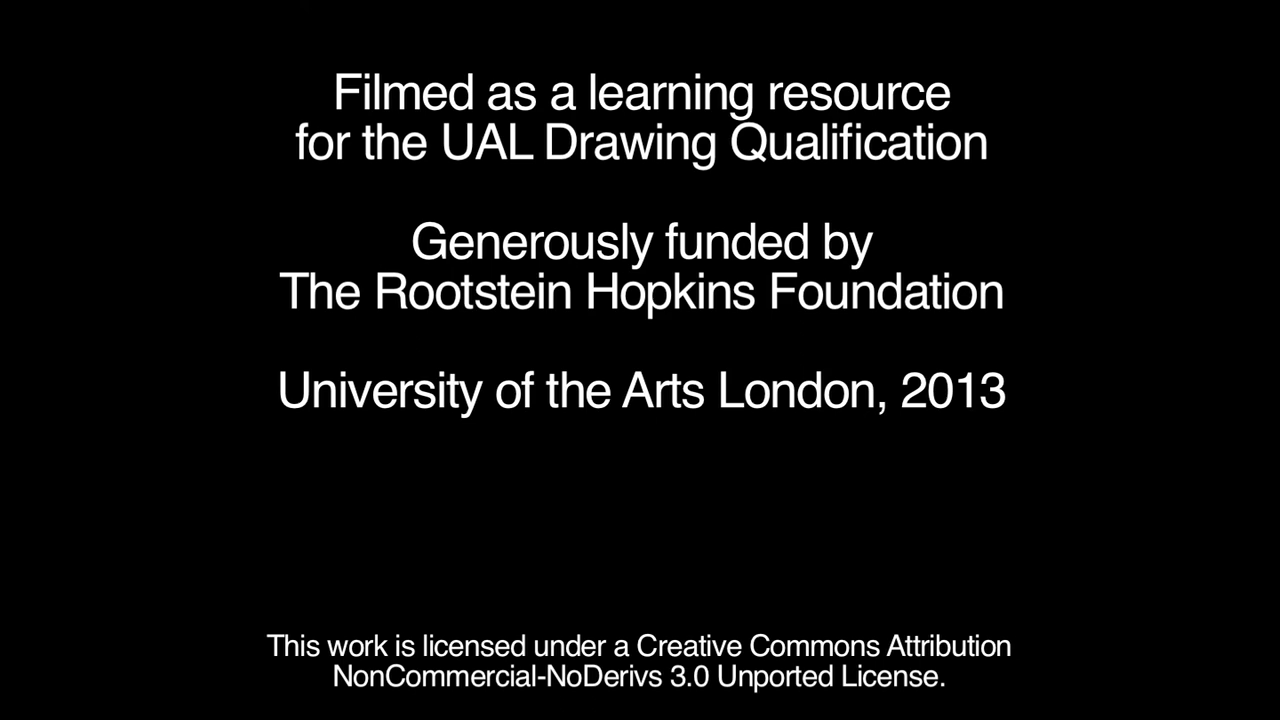 Filmed as a learning resource
for the UAL Drawing Qualification
Generously funded by
The Rootstein Hopkins Foundation
University of the Arts London, 2013
This work is licensed under a Creative Commons Attribution
NonCommercial-NoDerivs 3.0 Unported License.